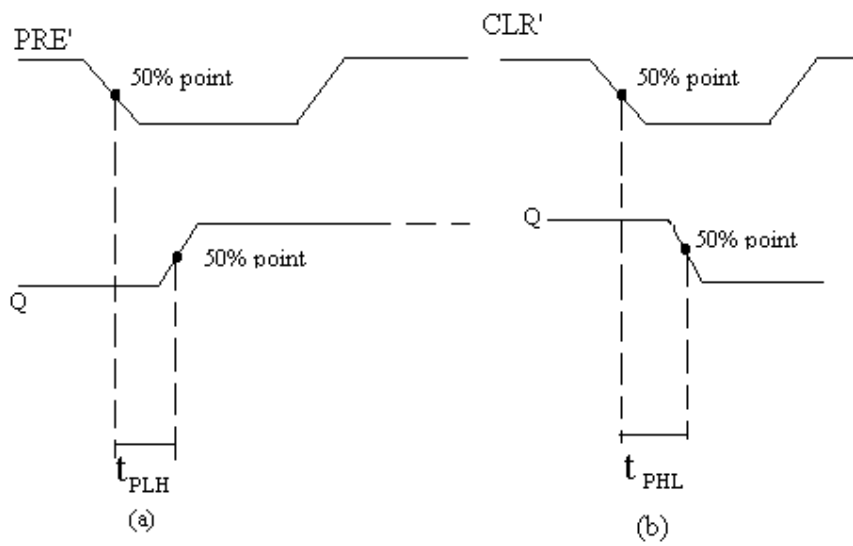 PRE'
50% point
Q
50% point
tPLH
(a)
CLR'
50% point
Q
50% point
tPHL
(b)